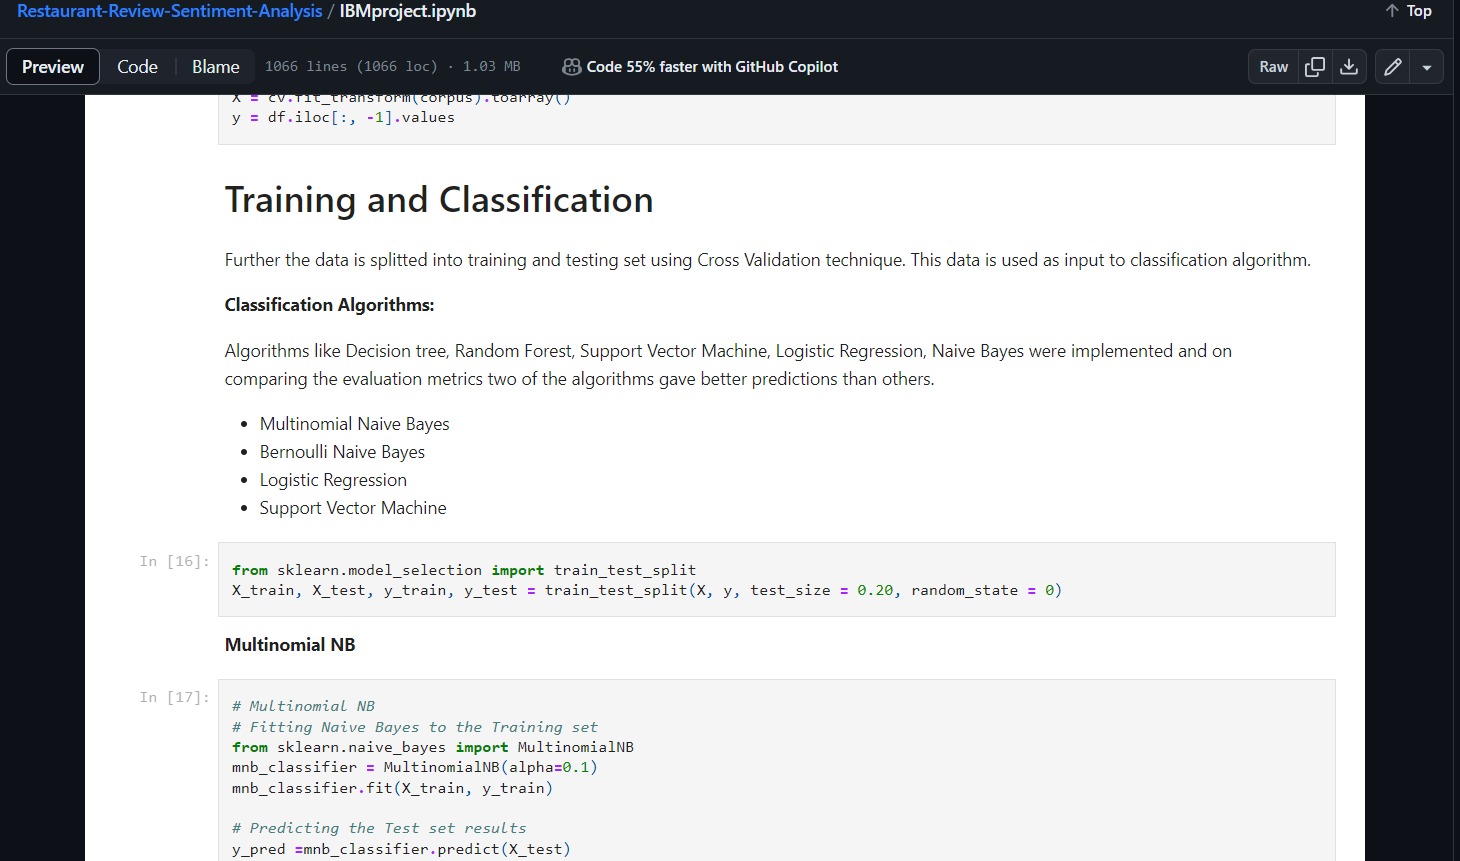 Restaurant-Review-Sentiment-Analysis / IBMproject.ipynb
Top
Preview Code Blame 1066 lines (1066 loc) · 1.03 MB Code 55% faster with GitHub Copilot Raw
X = cv.fit_transform(corpus).toarray()
y = df.iloc[:, -1].values
Training and Classification
Further the data is splitted into training and testing set using Cross Validation technique. This data is used as input to classification algorithm.
Classification Algorithms:
Algorithms like Decision tree, Random Forest, Support Vector Machine, Logistic Regression, Naive Bayes were implemented and on
comparing the evaluation metrics two of the algorithms gave better predictions than others.
• Multinomial Naive Bayes
• Bernoulli Naive Bayes
• Logistic Regression
• Support Vector Machine
In [16]:
from sklearn.model_selection import train_test_split
X_train, X_test, y_train, y_test = train_test_split(X, y, test_size = 0.20, random_state = 0)
Multinomial NB
In [17]:
# Multinomial NB
# Fitting Naive Bayes to the Training set
from sklearn.naive_bayes import MultinomialNB
mnb_classifier = MultinomialNB(alpha=0.1)
mnb_classifier.fit(X_train, y_train)
# Predicting the Test set results
y_pred =mnb_classifier.predict(X_test)